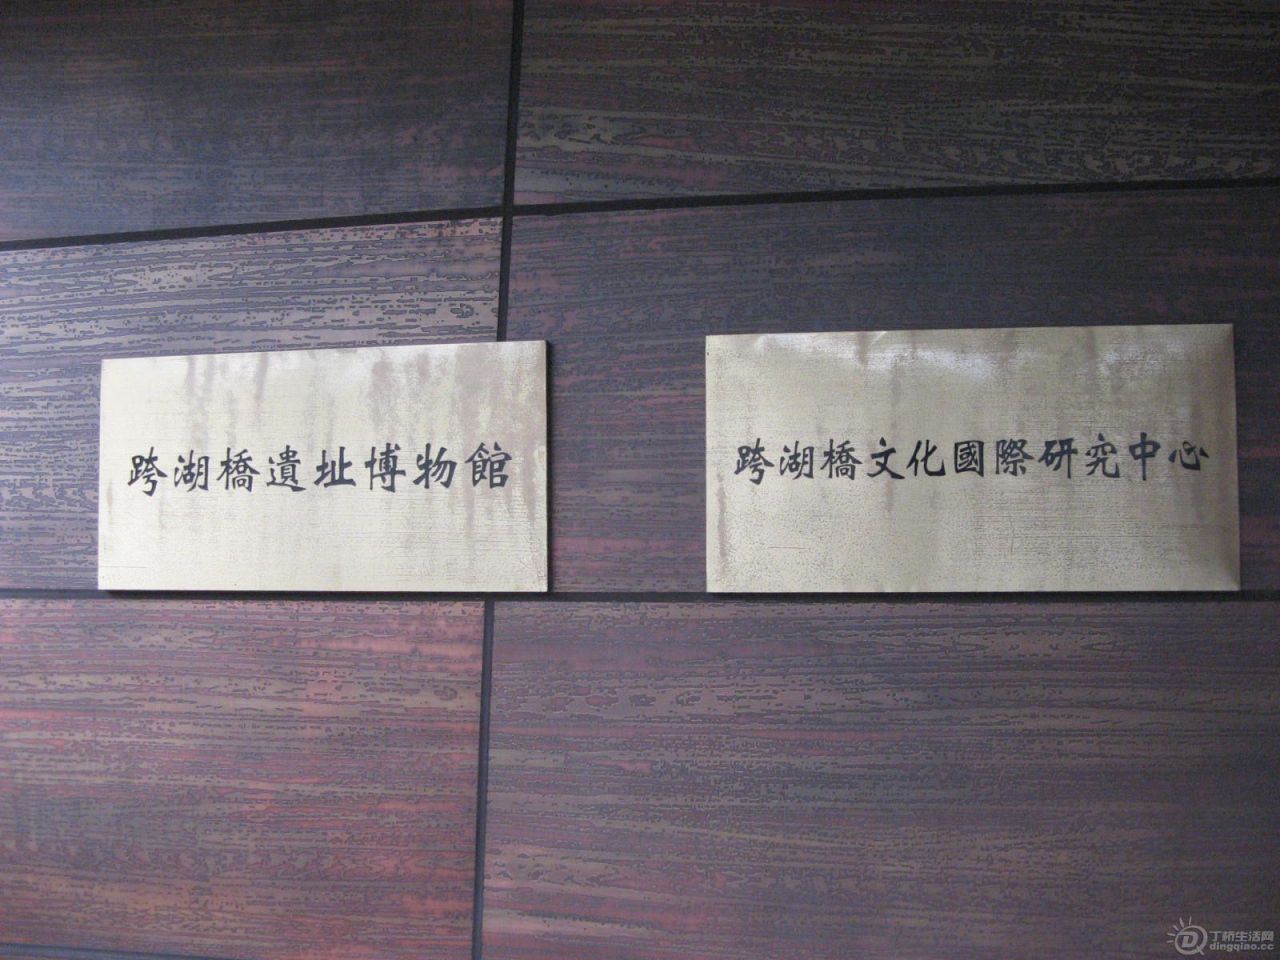 跨湖橋遺址博物館
跨湖橋文化國際研究中心
丁桥生活网
dingqiao.cc